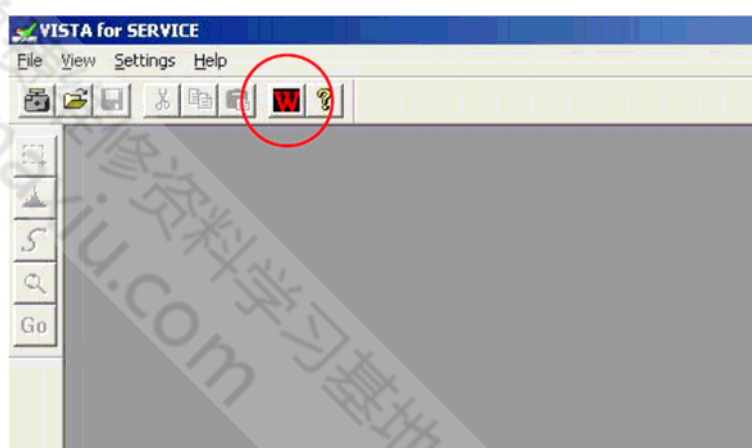 VISTA for SERVICE
File View Settings Help
W ?
S
Go
维修资料学习基地
.com